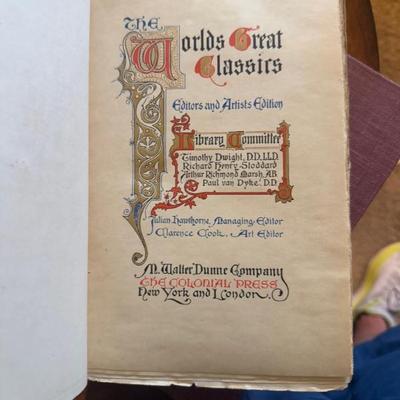 The
Worlds Great
Classics
Editors and Artists Edition
Library Committee
Timothy Dwight, D.D. LL.D.
Richard Henry Stoddard
Arthur Richmond Marsh, A.B.
Paul van Dyke, D.D.
Julian Hawthorne, Managing Editor
Clarence Cook, Art Editor
M. Walter Dunne Company
The Colonial Press
New York and London.